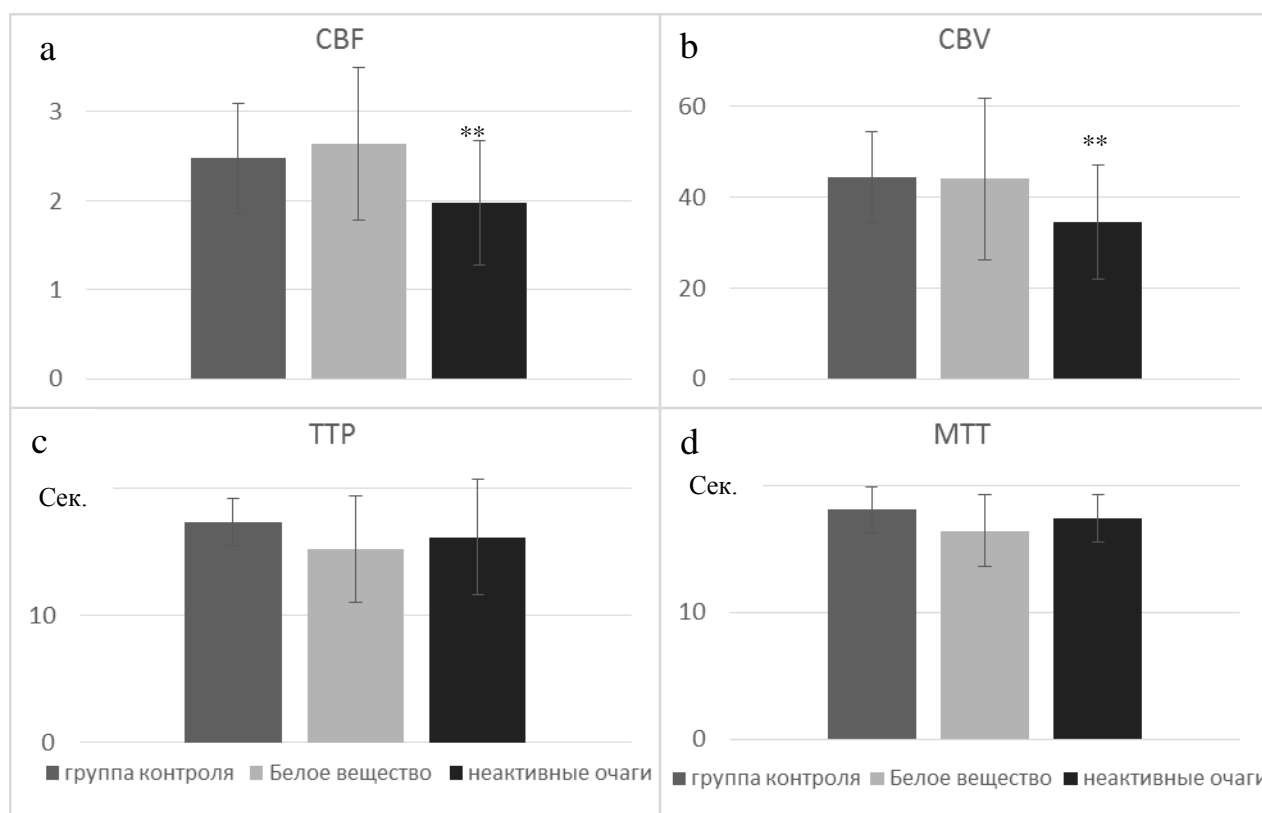 a
CBF
3
**
2
1
0
b
CBV
60
**
40
20
0
c
TTP
Сек.
10
0
группа контроля Белое вещество неактивные очаги
d
MTT
Сек.
10
0
группа контроля Белое вещество неактивные очаги